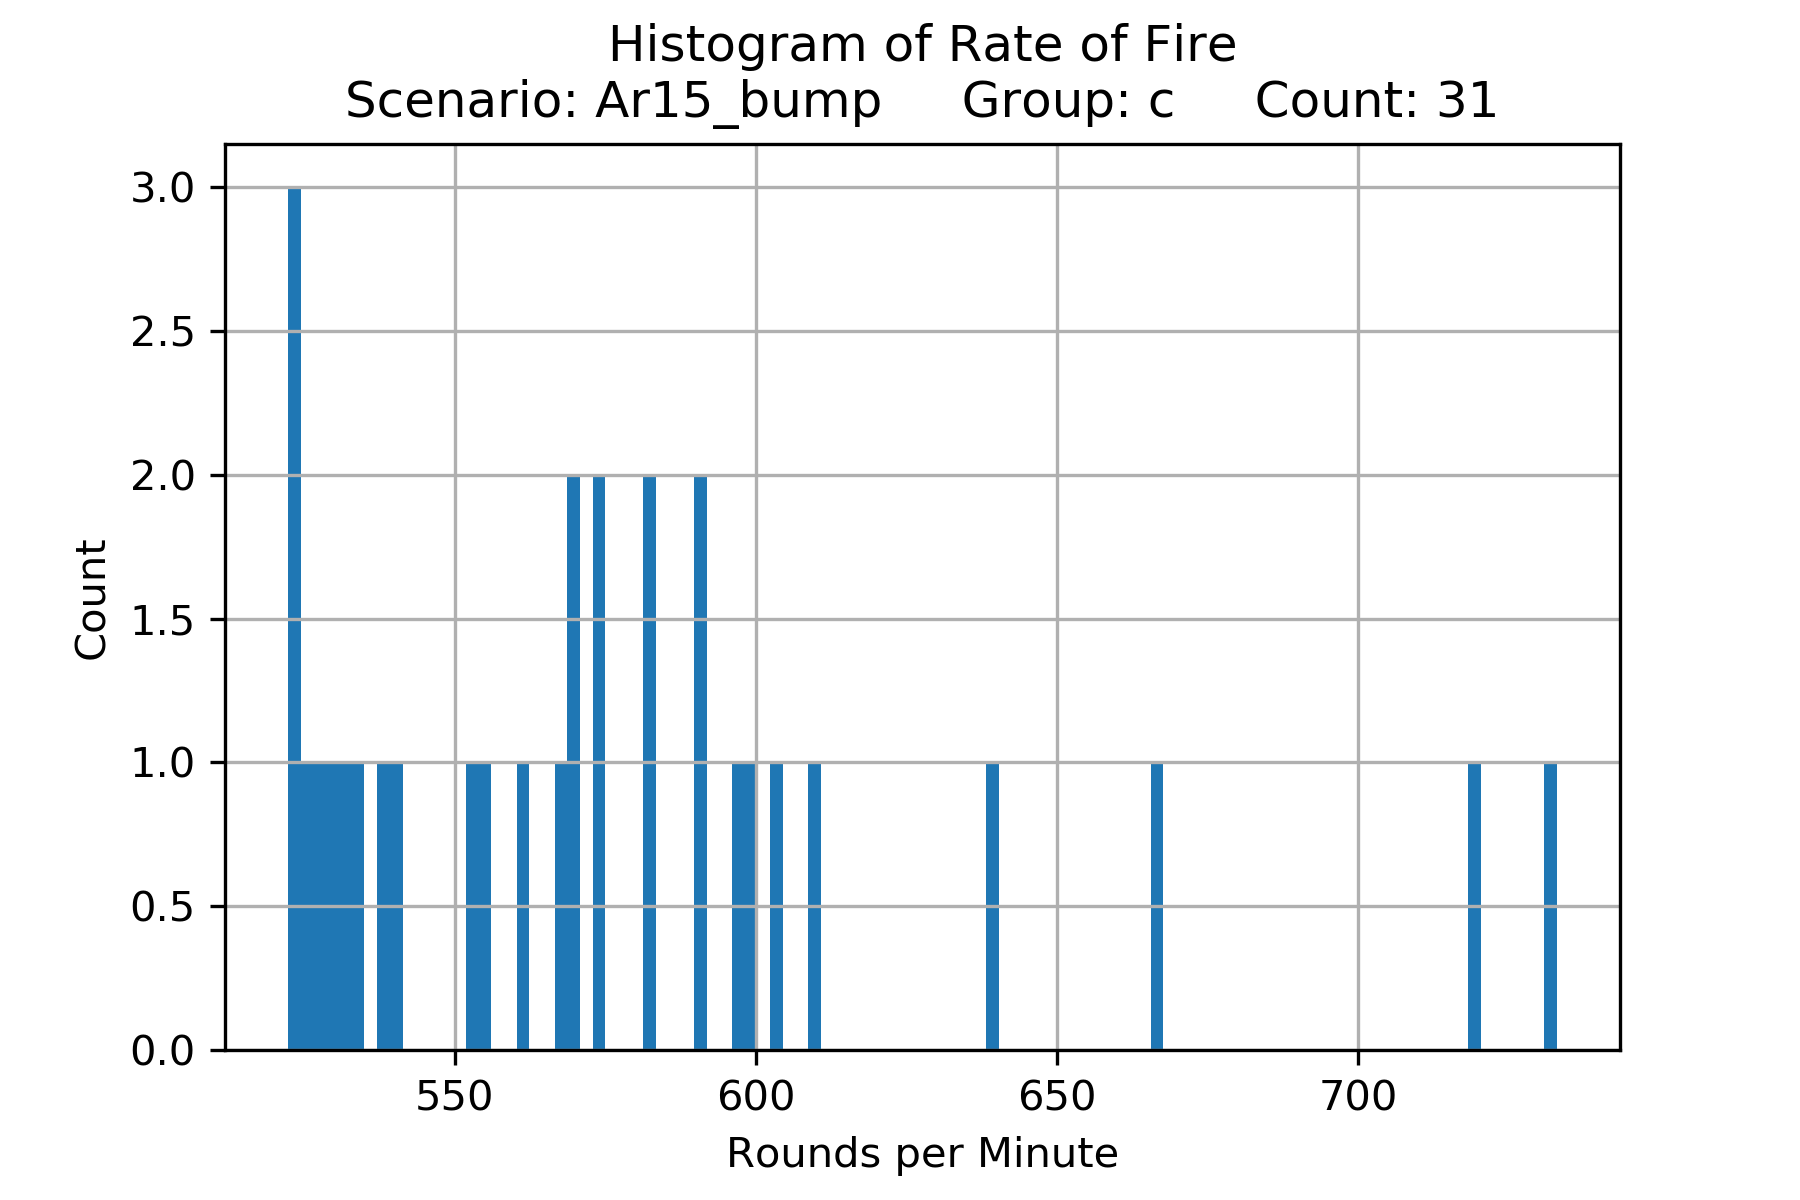 Histogram of Rate of Fire
Scenario: Ar15_bump Group: c Count: 31
3.0
2.5
2.0
1.5
1.0
0.5
0.0
Count
550 600 650 700
Rounds per Minute